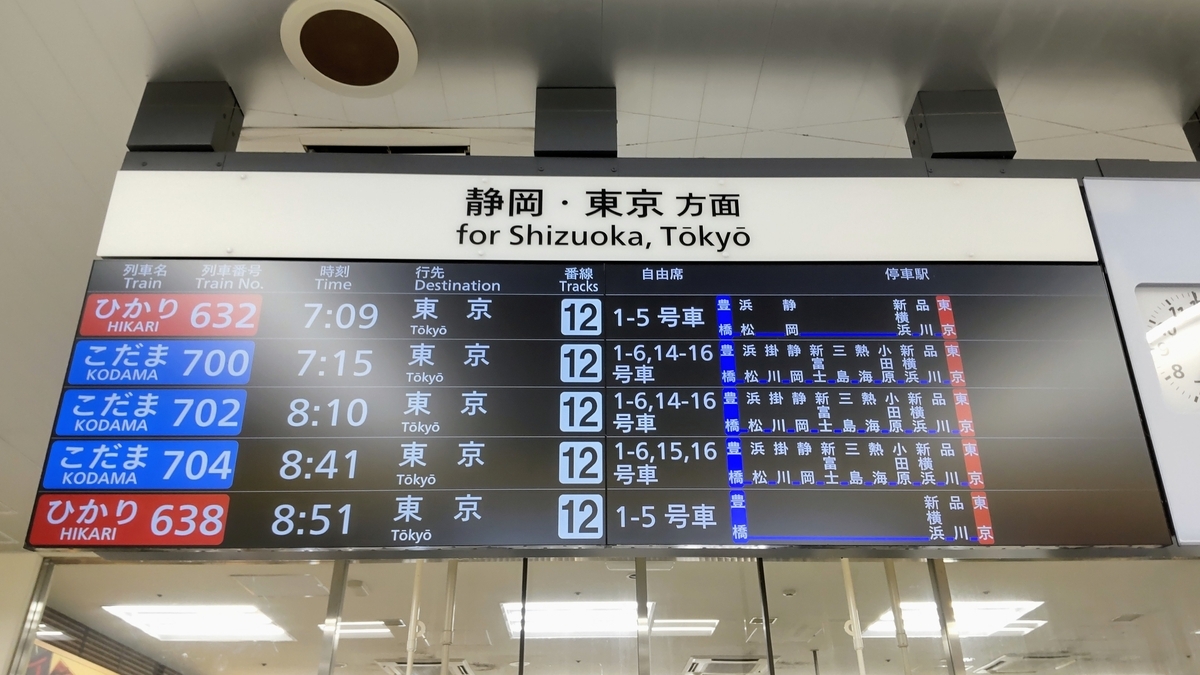 静岡・東京 方面
for Shizuoka, Tōkyō
列車名 列車番号 時刻 行先 番線 自由席 停車駅
Train Train No. Time Destination Tracks
ひかり HIKARI 632 7:09 東京 Tōkyō 12 1-5 号車 豊橋 浜松 静岡 新横浜 品川 東京
こだま KODAMA 700 7:15 東京 Tōkyō 12 1-6,14-16 号車 豊橋 浜松 掛川 静岡 新富士 三島 熱海 小田原 新横浜 品川 東京
こだま KODAMA 702 8:10 東京 Tōkyō 12 1-6,14-16 号車 豊橋 浜松 掛川 静岡 新富士 三島 熱海 小田原 新横浜 品川 東京
こだま KODAMA 704 8:41 東京 Tōkyō 12 1-6,15,16 号車 豊橋 浜松 掛川 静岡 新富士 三島 熱海 小田原 新横浜 品川 東京
ひかり HIKARI 638 8:51 東京 Tōkyō 12 1-5 号車 豊橋 新横浜 品川 東京
8